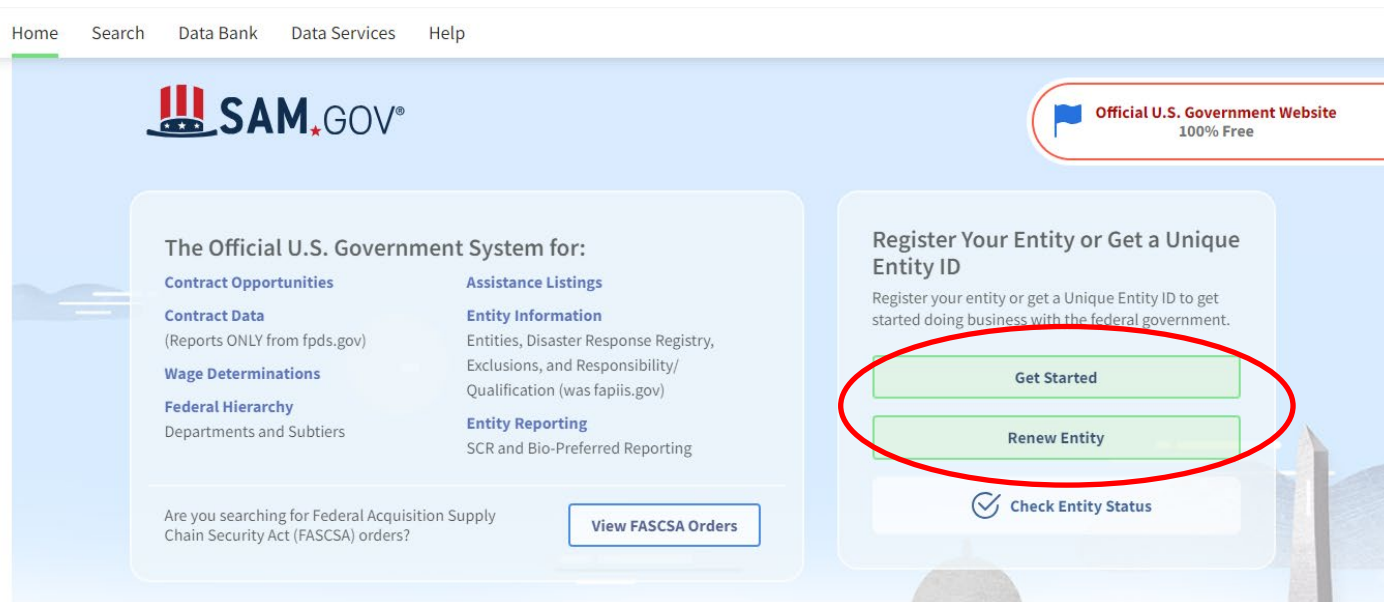 Home Search Data Bank Data Services Help
SAM.GOV®
Official U.S. Government Website
100% Free
The Official U.S. Government System for:
Contract Opportunities
Contract Data
(Reports ONLY from fpds.gov)
Wage Determinations
Federal Hierarchy
Departments and Subtiers
Assistance Listings
Entity Information
Entities, Disaster Response Registry,
Exclusions, and Responsibility/
Qualification (was fapiis.gov)
Entity Reporting
SCR and Bio-Preferred Reporting
Are you searching for Federal Acquisition Supply
Chain Security Act (FASCSA) orders?
View FASCSA Orders
Register Your Entity or Get a Unique
Entity ID
Register your entity or get a Unique Entity ID to get
started doing business with the federal government.
Get Started
Renew Entity
Check Entity Status